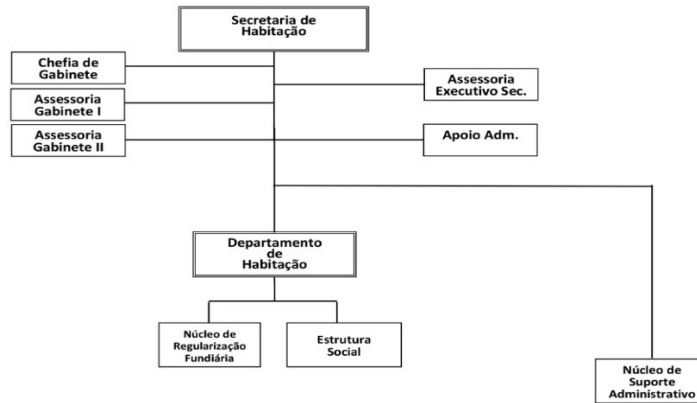 Secretaria de
Habitação
Chefia de
Gabinete
Assessoria
Executivo Sec.
Assessoria
Gabinete I
Assessoria
Gabinete II
Apoio Adm.
Departamento
de
Habitação
Núcleo de
Regularização
Fundiária
Estrutura
Social
Núcleo de
Suporte
Administrativo